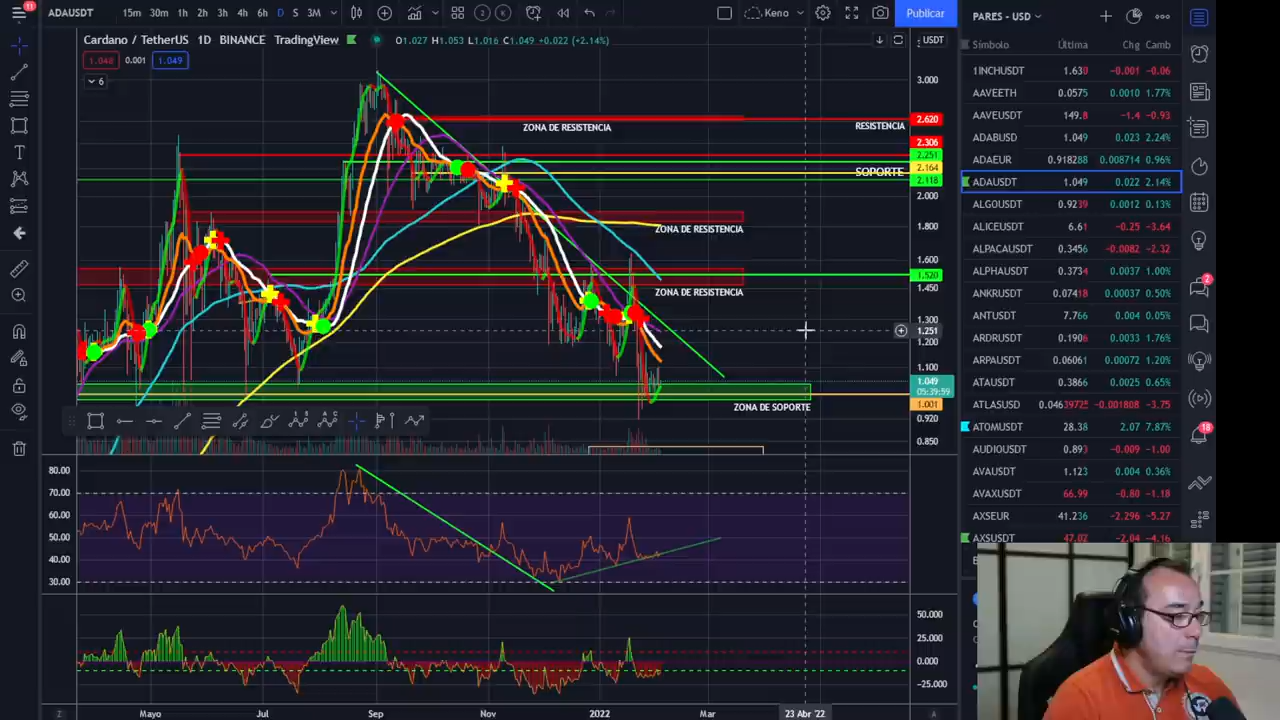 11
ADAUSDT
15m 30m 1h 2h 3h 4h 6h D S 3M
2 K
Keno
Publicar
PARES - USD
Cardano / TetherUS 1D BINANCE TradingView
O1.027 H1.053 L1.016 C1.049 +0.022 (+2.14%)
USDT
1.048 0.001 1.049
6
Símbolo Última Chg Camb
1INCHUSDT 1.630 -0.001 -0.06
AAVEETH 0.0575 0.0010 1.77%
AAVEUSDT 149.8 -1.4 -0.93
ADABUSD 1.049 0.023 2.24%
ADAEUR 0.918288 0.008714 0.96%
ADAUSDT 1.049 0.022 2.14%
ALGOUSDT 0.9239 0.0012 0.13%
ALICEUSDT 6.61 -0.25 -3.64
ALPACAUSDT 0.3456 -0.0082 -2.32
ALPHAUSDT 0.3734 0.0037 1.00%
ANKRUSDT 0.07418 0.00037 0.50%
ANTUSDT 7.766 0.004 0.05%
ARDRUSDT 0.1906 0.0033 1.76%
ARPAUSDT 0.06061 0.00072 1.20%
ATAUSDT 0.3866 0.0025 0.65%
ATLASUSDT 0.043972 -0.001808 -3.75
ATOMUSDT 28.38 2.07 7.87%
AUDIOUSDT 0.893 -0.009 -1.00
AVAUSDT 1.123 0.004 0.36%
AVAXUSDT 66.99 -0.80 -1.18
AXSEUR 41.236 -2.296 -5.27
AXSUSDT 47.02 -2.04 -4.16
2
18
ZONA DE RESISTENCIA
RESISTENCIA
SOPORTE
ZONA DE RESISTENCIA
ZONA DE RESISTENCIA
ZONA DE SOPORTE
3.000
2.620
2.306
2.251
2.164
2.118
2.000
1.800
1.600
1.520
1.450
1.300
1.251
1.200
1.100
1.049
05:39:59
1.001
0.920
0.850
80.00
70.00
60.00
50.00
40.00
30.00
50.000
25.000
0.000
-25.000
Z Mayo Jul Sep Nov 2022 Mar 23 Abr '22 A